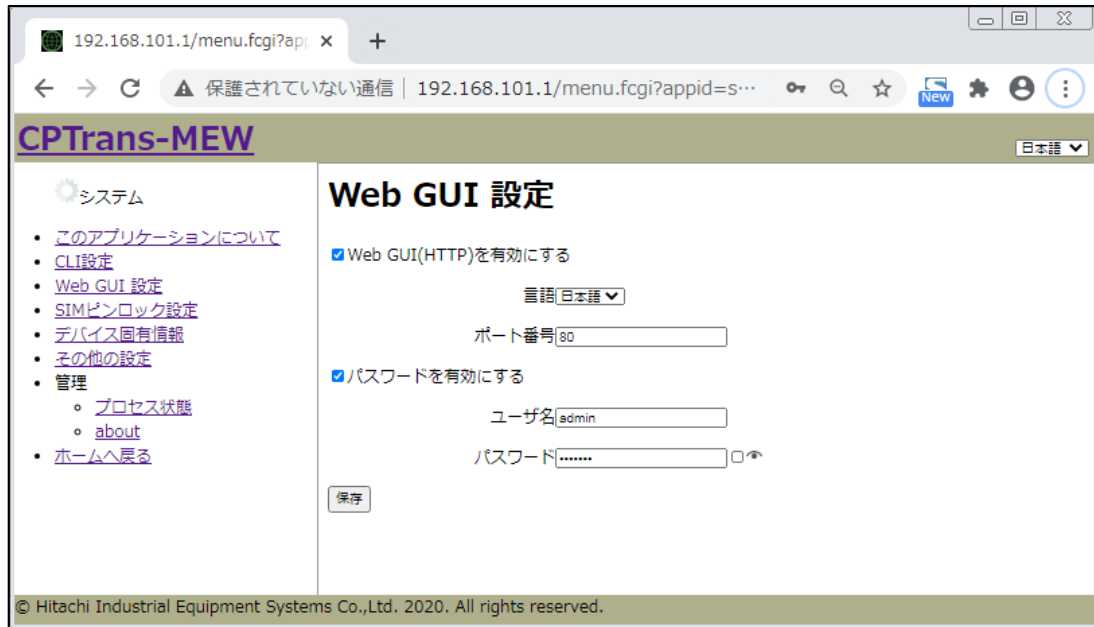 192.168.101.1/menu.fcgi?app
保護されていない通信 | 192.168.101.1/menu.fcgi?appid=s…
New
CPTrans-MEW
日本語
システム
このアプリケーションについて
CLI設定
Web GUI 設定
SIMピンロック設定
デバイス固有情報
その他の設定
管理
プロセス状態
about
ホームへ戻る
Web GUI 設定
Web GUI(HTTP)を有効にする
言語 日本語
ポート番号 80
パスワードを有効にする
ユーザ名 admin
パスワード •••••••
保存
© Hitachi Industrial Equipment Systems Co.,Ltd. 2020. All rights reserved.